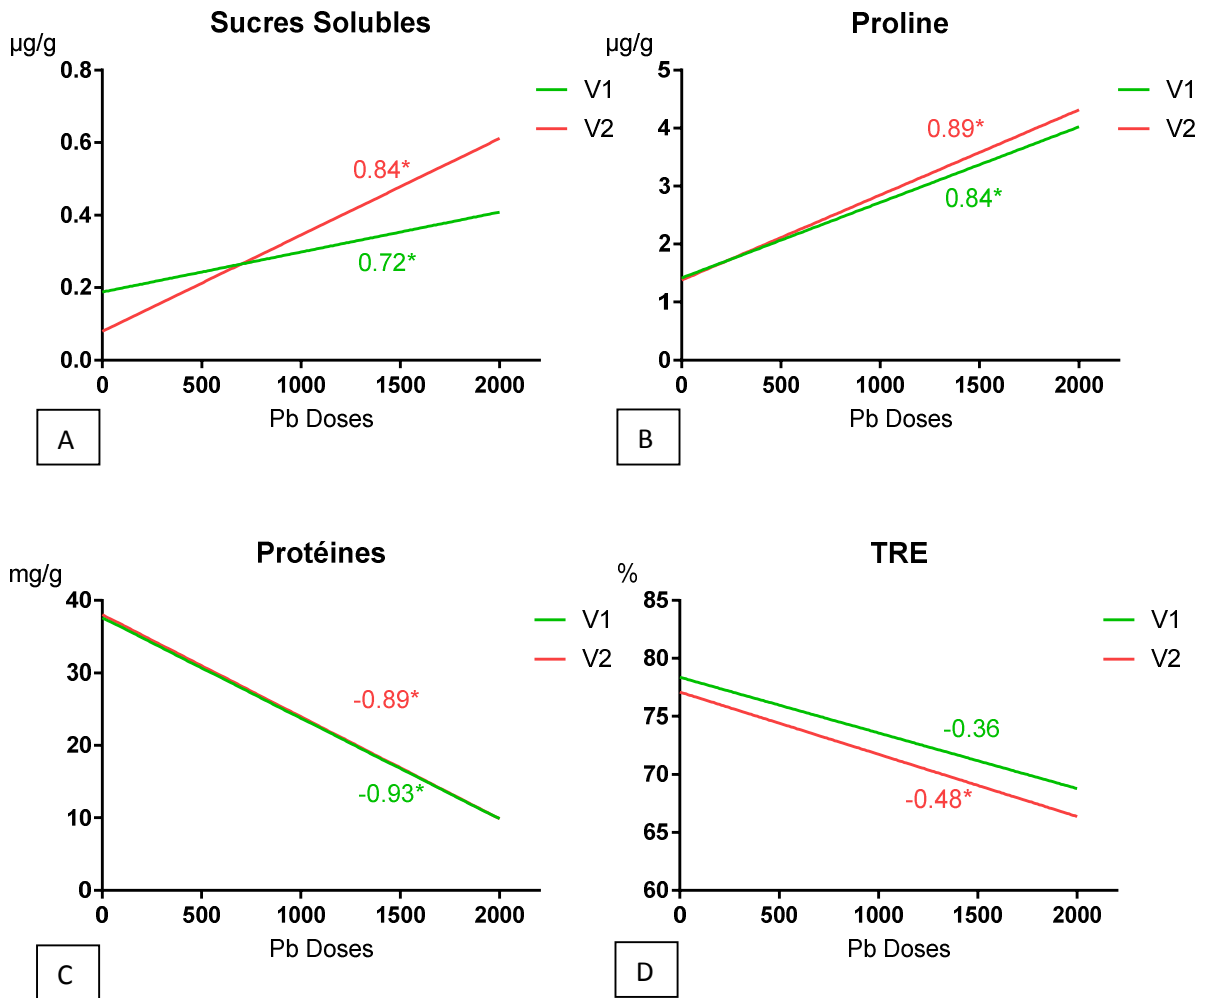 Sucres Solubles
µg/g
0.8
0.6
0.4
0.2
0.0
0 500 1000 1500 2000
Pb Doses
V1
V2
0.84*
0.72*
A
Proline
µg/g
5
4
3
2
1
0
0 500 1000 1500 2000
Pb Doses
V1
V2
0.89*
0.84*
B
Protéines
mg/g
40
30
20
10
0
0 500 1000 1500 2000
Pb Doses
V1
V2
-0.89*
-0.93*
C
TRE
%
85
80
75
70
65
60
0 500 1000 1500 2000
Pb Doses
V1
V2
-0.36
-0.48*
D